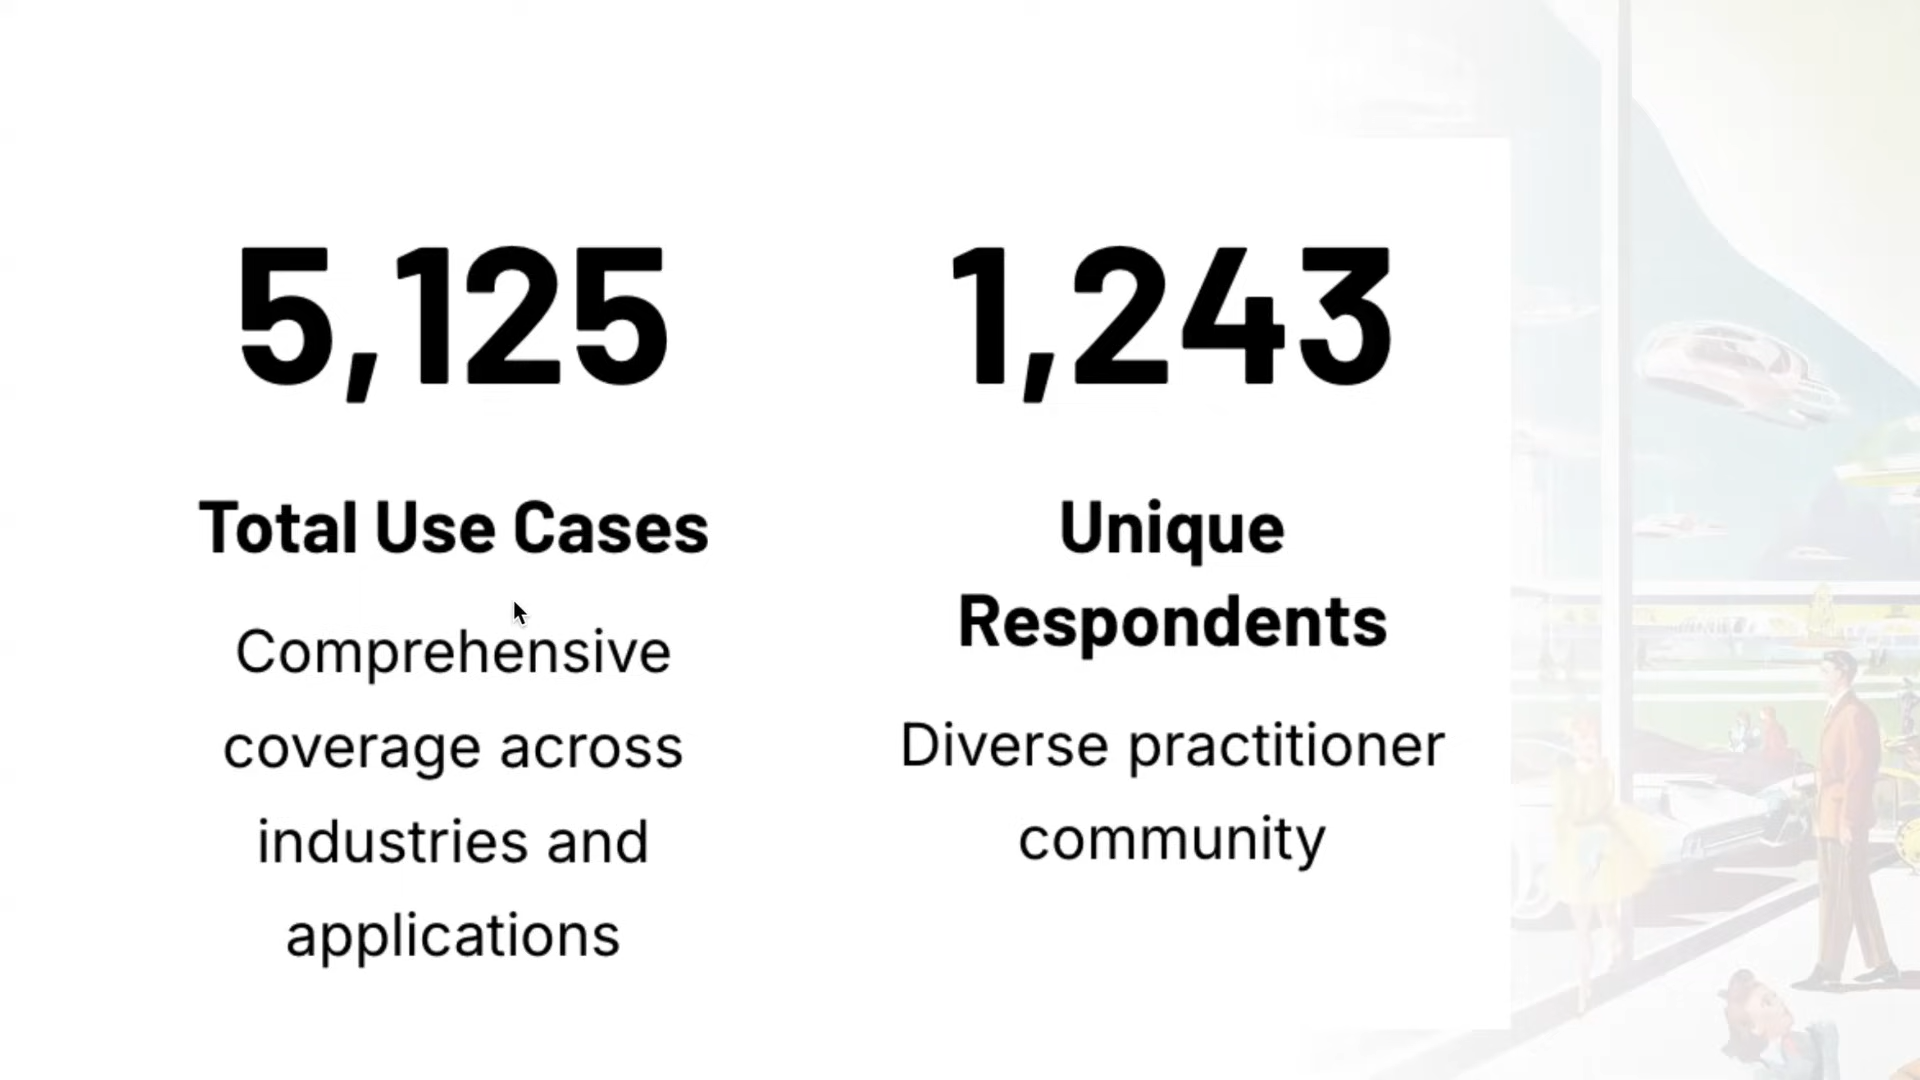 5,125
Total Use Cases
Comprehensive
coverage across
industries and
applications
1,243
Unique
Respondents
Diverse practitioner
community